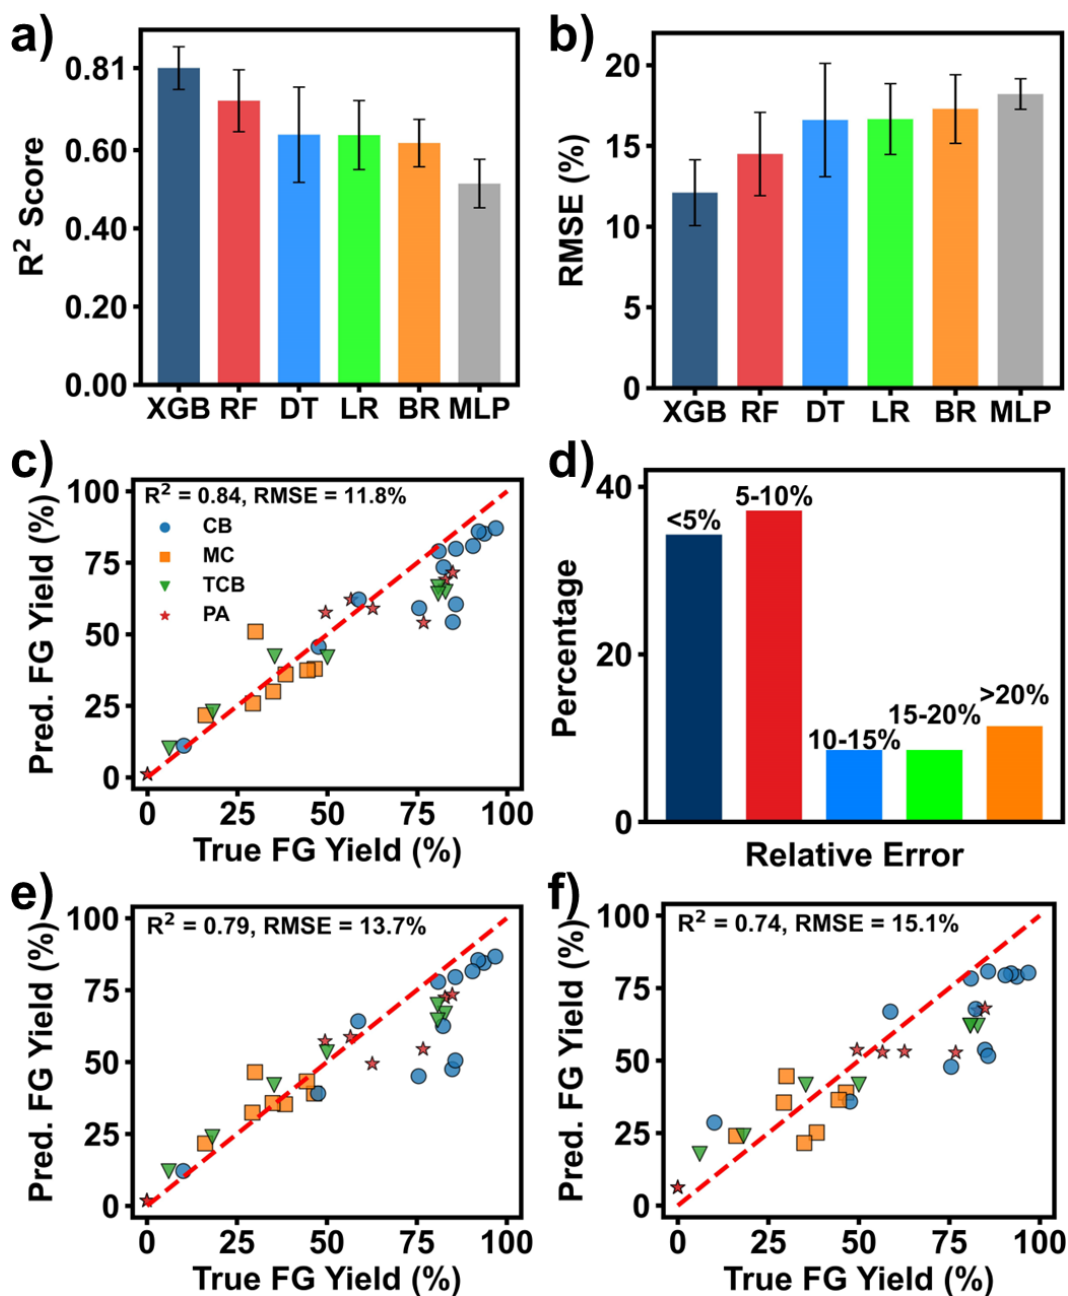 a)
R² Score
0.81
0.60
0.40
0.20
0.00
XGB RF DT LR BR MLP
b)
RMSE (%)
20
15
10
5
0
XGB RF DT LR BR MLP
c)
Pred. FG Yield (%)
100
75
50
25
0
R² = 0.84, RMSE = 11.8%
CB
MC
TCB
PA
0 25 50 75 100
True FG Yield (%)
d)
Percentage
40
20
0
<5%
5-10%
10-15%
15-20%
>20%
Relative Error
e)
Pred. FG Yield (%)
100
75
50
25
0
R² = 0.79, RMSE = 13.7%
0 25 50 75 100
True FG Yield (%)
f)
Pred. FG Yield (%)
100
75
50
25
0
R² = 0.74, RMSE = 15.1%
0 25 50 75 100
True FG Yield (%)